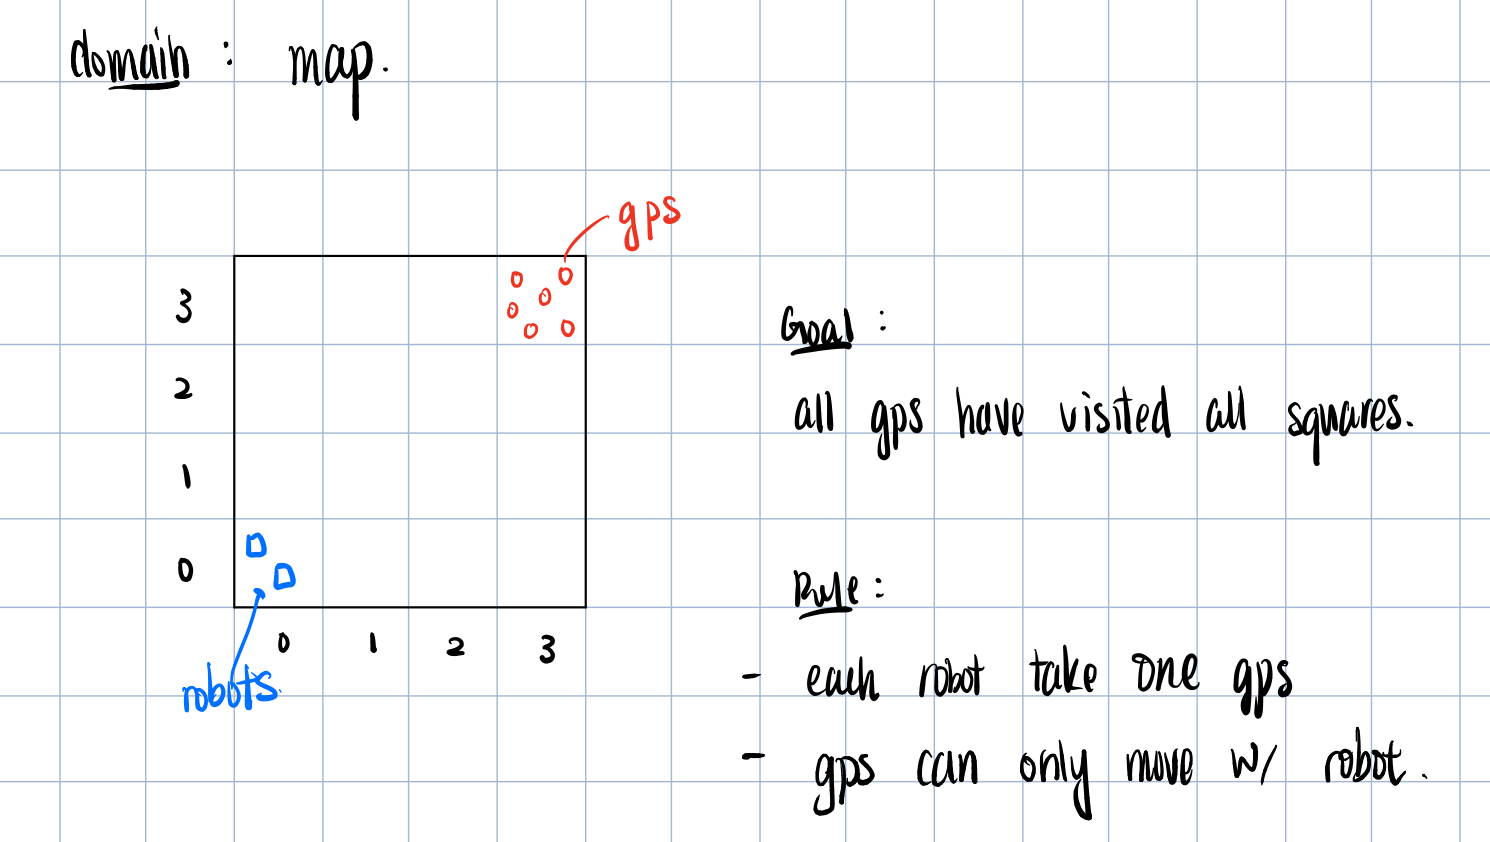 domain : map.
gps
3
2
1
0
0 1 2 3
robots.
Goal :
all gps have visited all squares.
Rule :
- each robot take one gps
- gps can only move w/ robot.